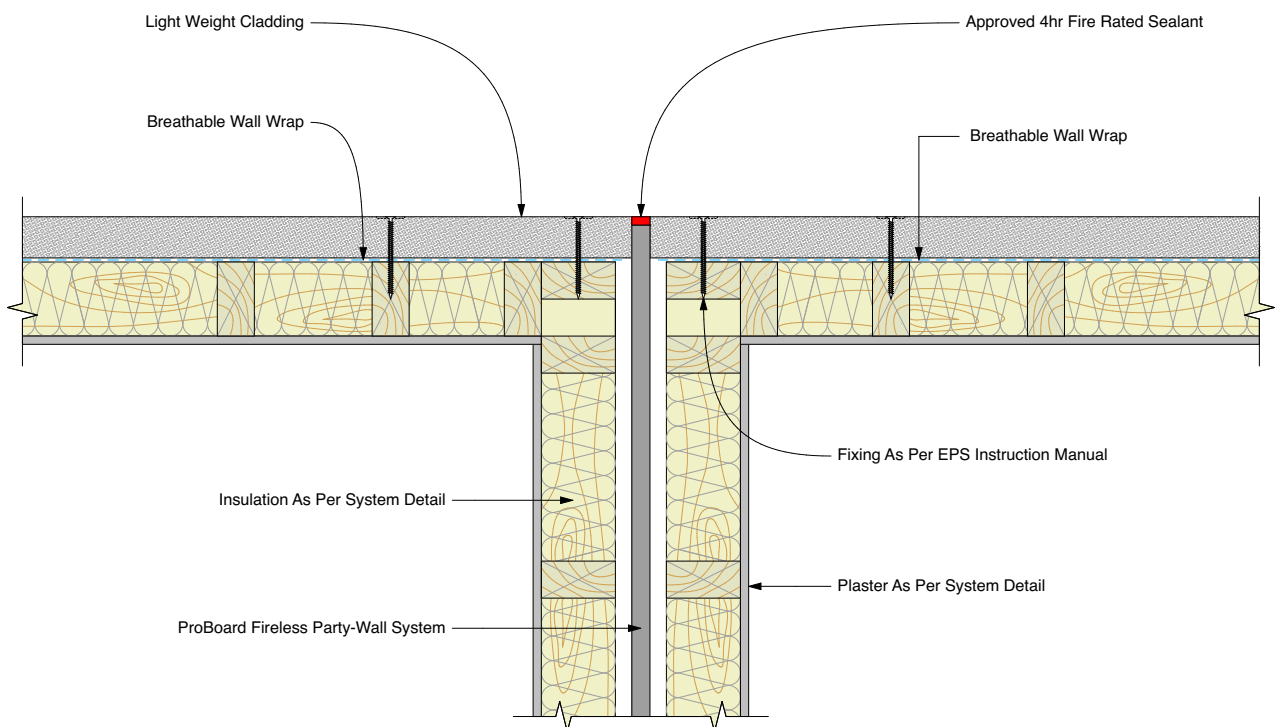 Light Weight Cladding
Approved 4hr Fire Rated Sealant
Breathable Wall Wrap
Breathable Wall Wrap
Fixing As Per EPS Instruction Manual
Insulation As Per System Detail
Plaster As Per System Detail
ProBoard Fireless Party-Wall System